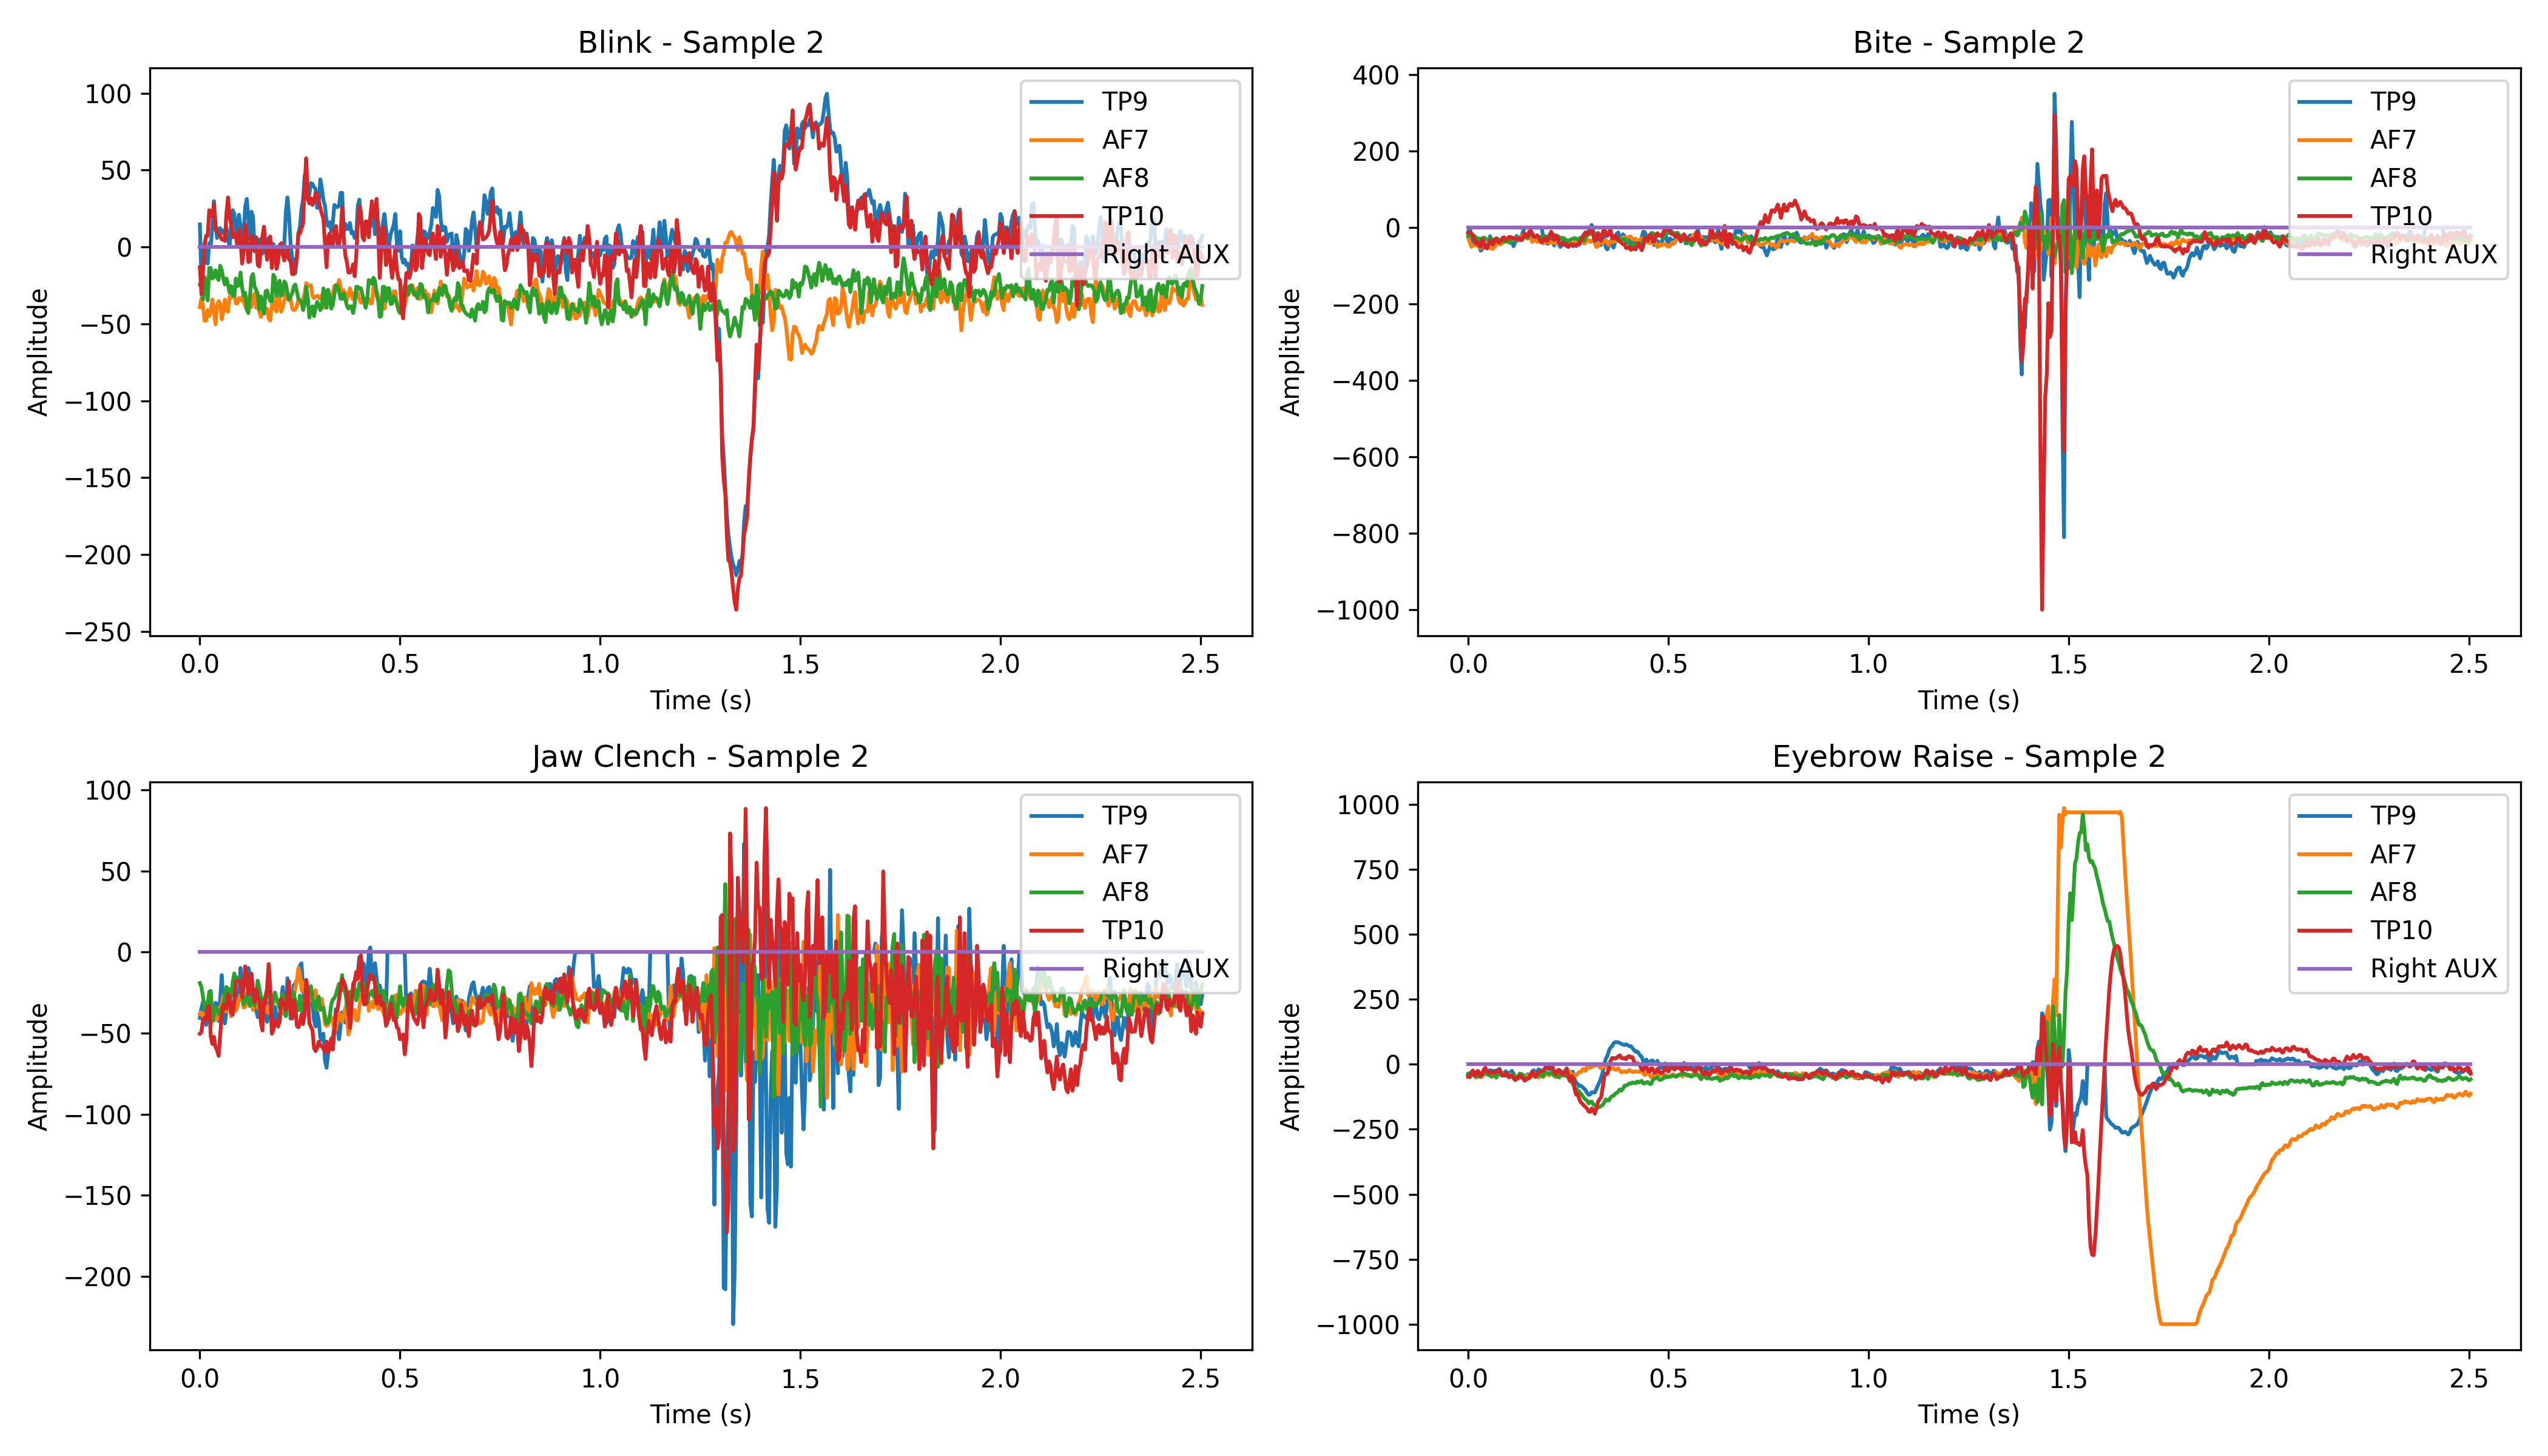 Blink - Sample 2
Amplitude
100
50
0
−50
−100
−150
−200
−250
0.0 0.5 1.0 1.5 2.0 2.5
Time (s)
TP9
AF7
AF8
TP10
Right AUX
Bite - Sample 2
Amplitude
400
200
0
−200
−400
−600
−800
−1000
0.0 0.5 1.0 1.5 2.0 2.5
Time (s)
TP9
AF7
AF8
TP10
Right AUX
Jaw Clench - Sample 2
Amplitude
100
50
0
−50
−100
−150
−200
0.0 0.5 1.0 1.5 2.0 2.5
Time (s)
TP9
AF7
AF8
TP10
Right AUX
Eyebrow Raise - Sample 2
Amplitude
1000
750
500
250
0
−250
−500
−750
−1000
0.0 0.5 1.0 1.5 2.0 2.5
Time (s)
TP9
AF7
AF8
TP10
Right AUX